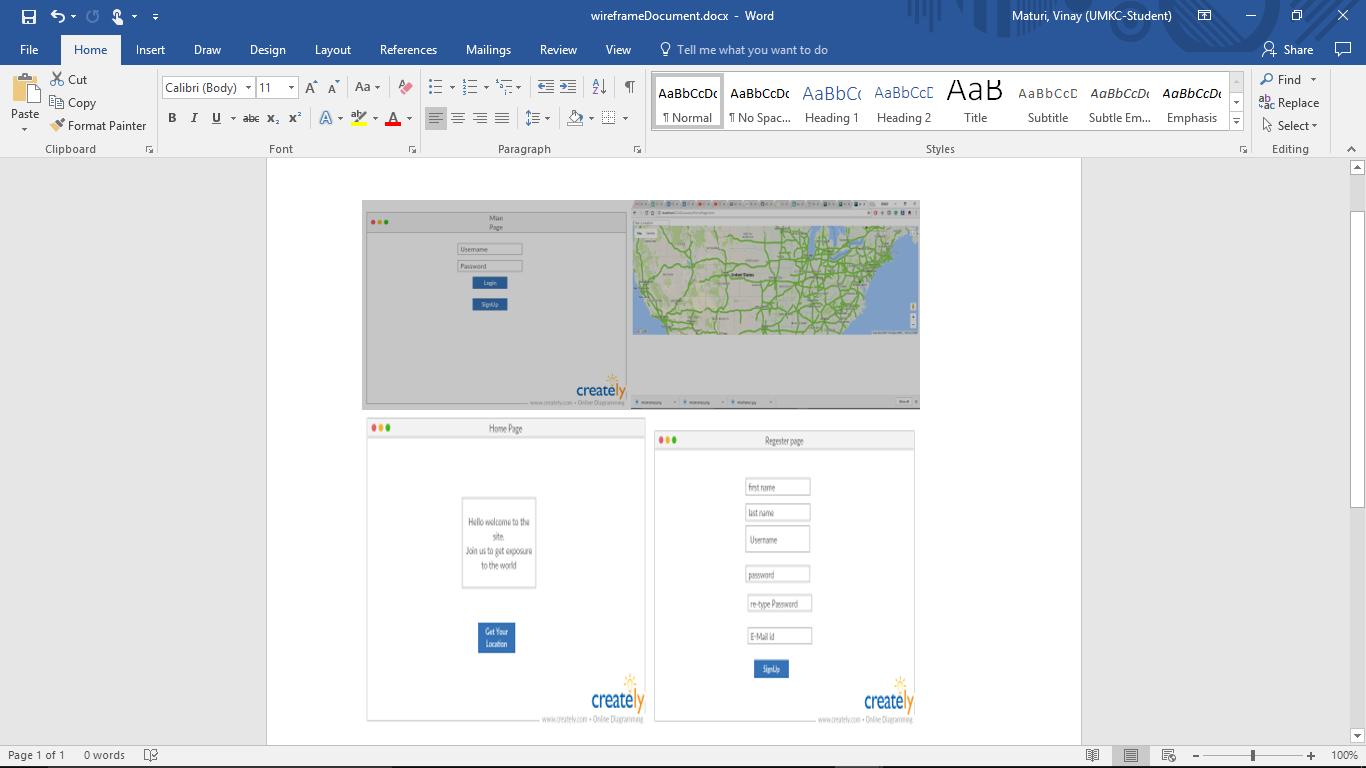 wireframeDocument.docx - Word
Maturi, Vinay (UMKC-Student)
File Home Insert Draw Design Layout References Mailings Review View Tell me what you want to do Share
Paste
Cut
Copy
Format Painter
Clipboard
Calibri (Body) 11
Font
Paragraph
AaBbCcDc AaBbCcDc AaBbCc AaBbCcD AaB AaBbCcD AaBbCcDc AaBbCcDc
¶ Normal ¶ No Spac... Heading 1 Heading 2 Title Subtitle Subtle Em... Emphasis
Styles
Find
Replace
Select
Editing
Mian
Page
Username
Password
Login
SignUp
creately
www.creately.com • Online Diagramming
United States
Home Page
Hello welcome to the
site.
Join us to get exposure
to the world
Get Your
Location
creately
www.creately.com • Online Diagramming
Regester page
first name
last name
Username
password
re-type Password
E-Mail id
SignUp
creately
www.creately.com • Online Diagramming
Page 1 of 1 0 words 100%